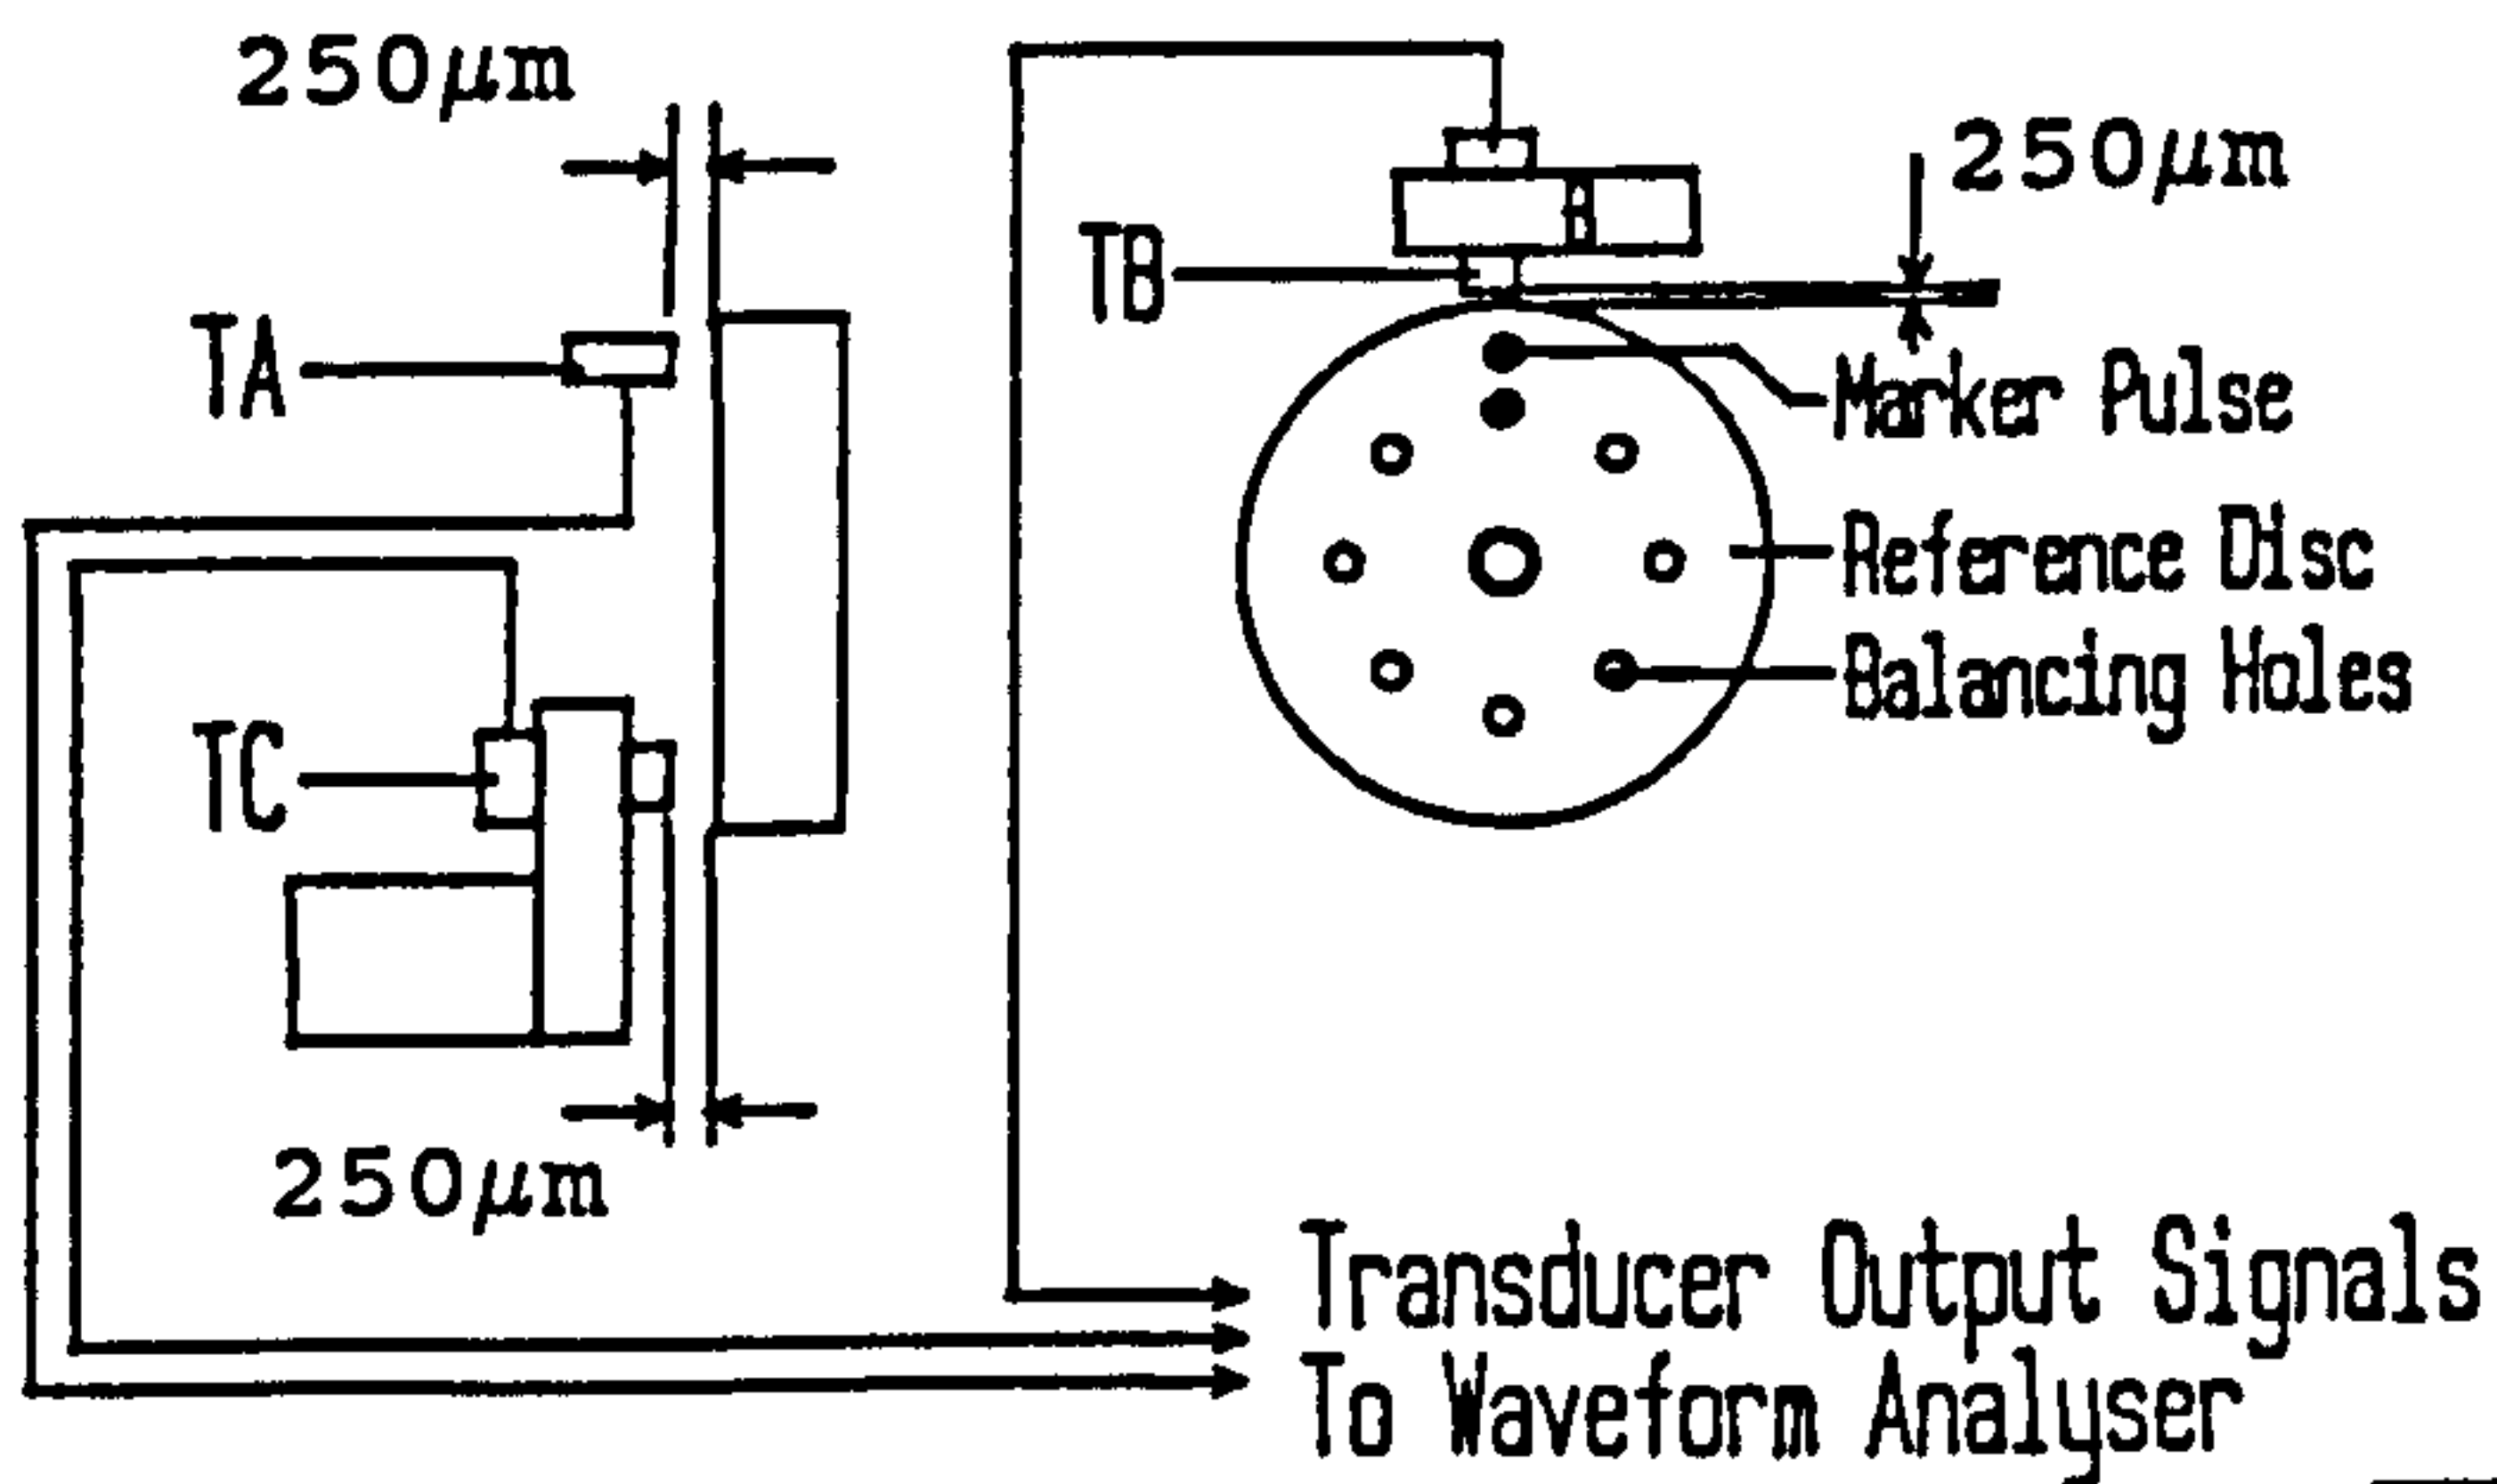 250µm
250µm
TB
TA
Marker Pulse
Reference Disc
Balancing Holes
TC
250µm
Transducer Output Signals
To Waveform Analyser